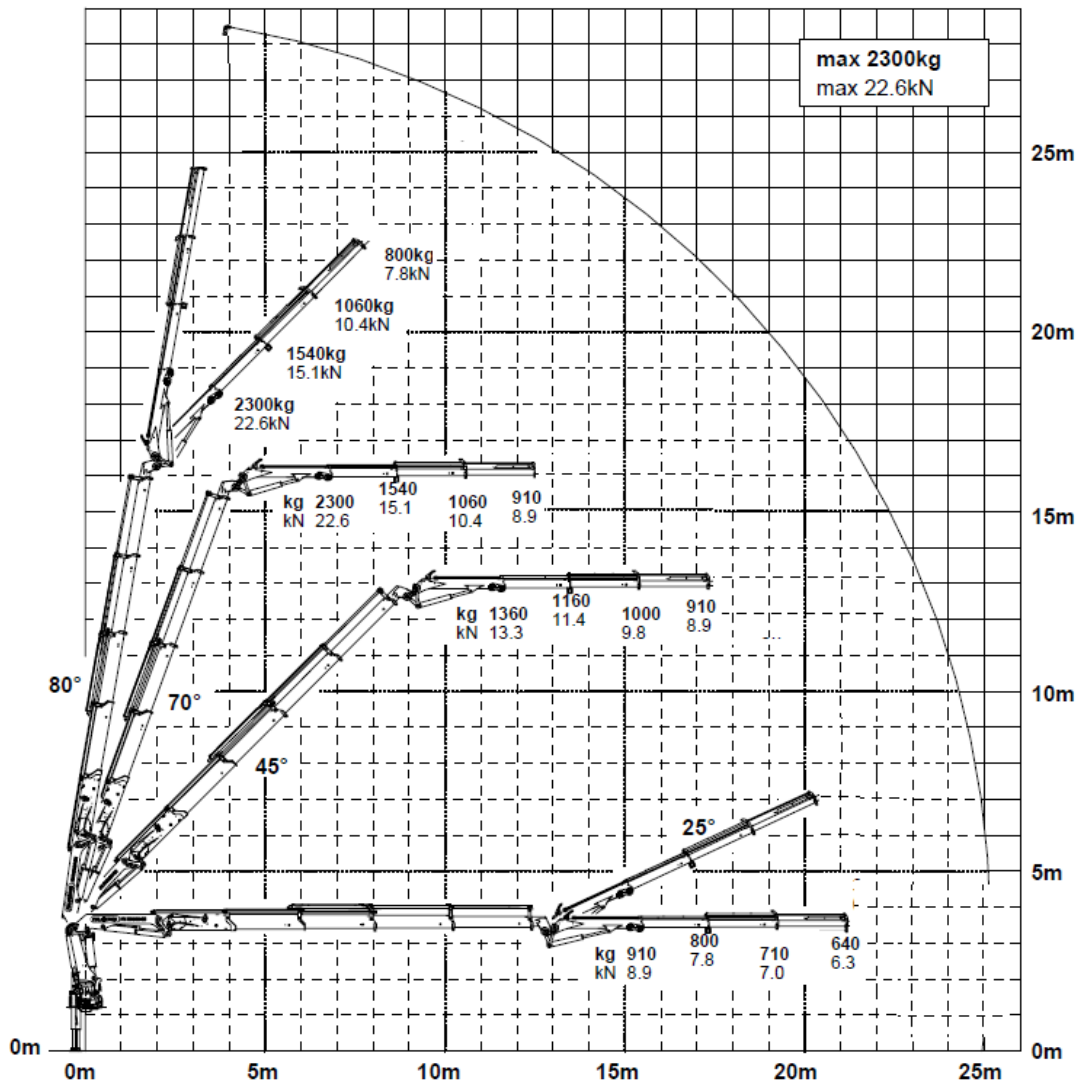 max 2300kg
max 22.6kN
25m
800kg
7.8kN
1060kg
10.4kN
20m
1540kg
15.1kN
2300kg
22.6kN
kg 2300 1540 1060 910
kN 22.6 15.1 10.4 8.9
15m
kg 1360 1160 1000 910
kN 13.3 11.4 9.8 8.9
80°
70°
10m
45°
25°
5m
kg 910 800 710 640
kN 8.9 7.8 7.0 6.3
0m
0m
0m 5m 10m 15m 20m 25m